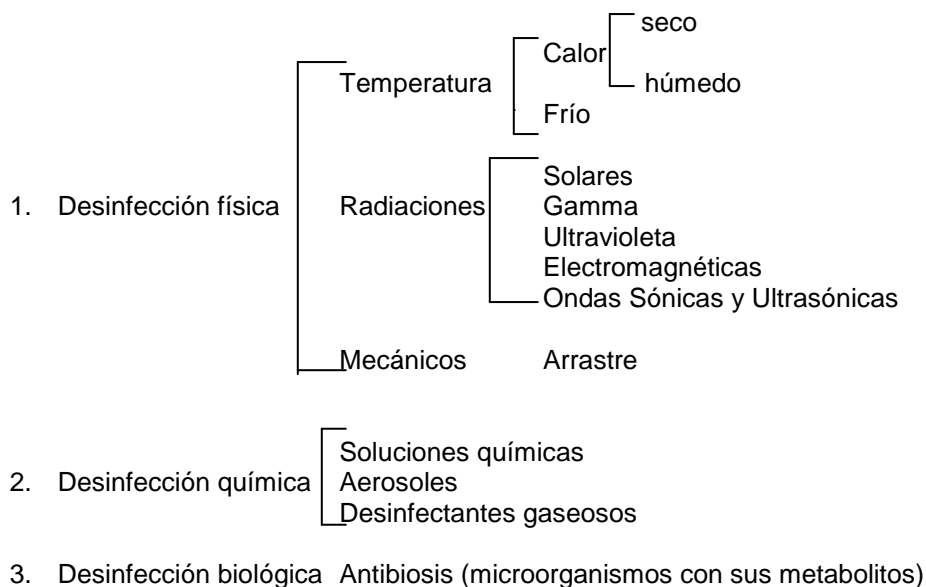 seco
Calor
Temperatura
húmedo
Frío
Solares
1. Desinfección física Radiaciones Gamma
Ultravioleta
Electromagnéticas
Ondas Sónicas y Ultrasónicas
Mecánicos Arrastre
Soluciones químicas
2. Desinfección química Aerosoles
Desinfectantes gaseosos
3. Desinfección biológica Antibiosis (microorganismos con sus metabolitos)